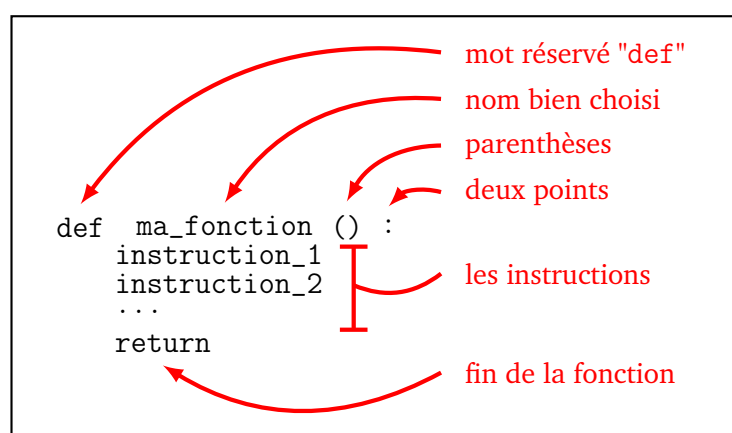 mot réservé "def"
nom bien choisi
parenthèses
deux points
def ma_fonction () :
instruction_1
instruction_2
...
return
les instructions
fin de la fonction